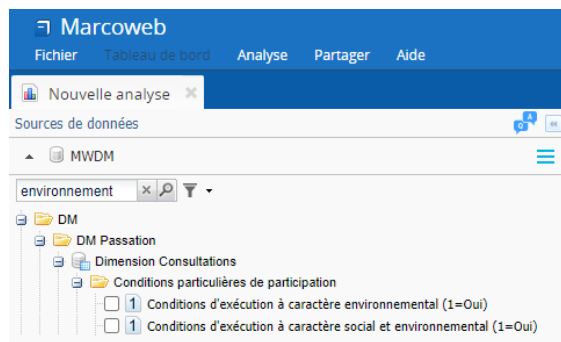 Marcoweb
Fichier Tableau de bord Analyse Partager Aide
Nouvelle analyse
Sources de données
MWDM
environnement
DM
DM Passation
Dimension Consultations
Conditions particulières de participation
1 Conditions d'exécution à caractère environnemental (1=Oui)
1 Conditions d'exécution à caractère social et environnemental (1=Oui)